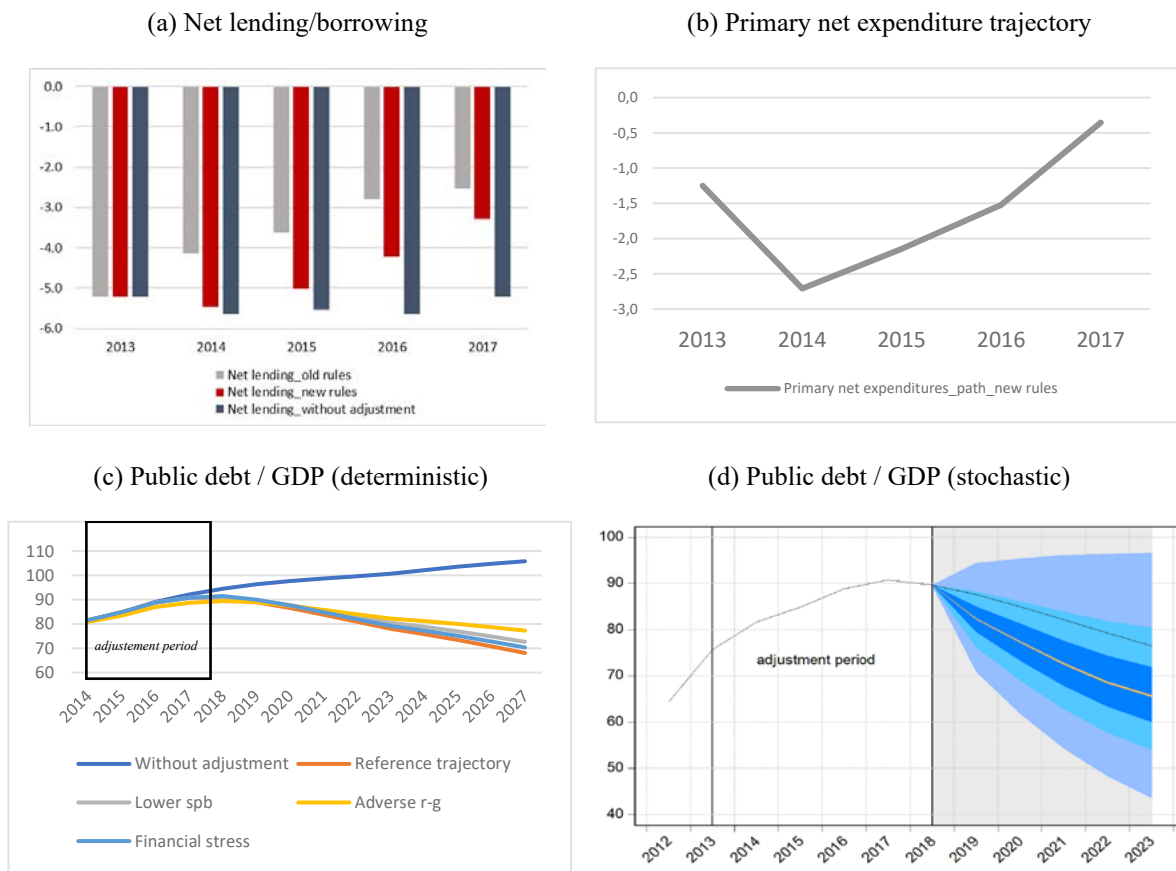 (a) Net lending/borrowing
0.0
-1.0
-2.0
-3.0
-4.0
-5.0
-6.0
2013 2014 2015 2016 2017
Net lending_old rules
Net lending_new rules
Net lending_without adjustment
(b) Primary net expenditure trajectory
0,0
-0,5
-1,0
-1,5
-2,0
-2,5
-3,0
2013 2014 2015 2016 2017
Primary net expenditures_path_new rules
(c) Public debt / GDP (deterministic)
110
100
90
80
70
60
adjustement period
2014 2015 2016 2017 2018 2019 2020 2021 2022 2023 2024 2025 2026 2027
Without adjustment Reference trajectory
Lower spb Adverse r-g
Financial stress
(d) Public debt / GDP (stochastic)
100
90
80
70
60
50
40
adjustment period
2012 2013 2014 2015 2016 2017 2018 2019 2020 2021 2022 2023